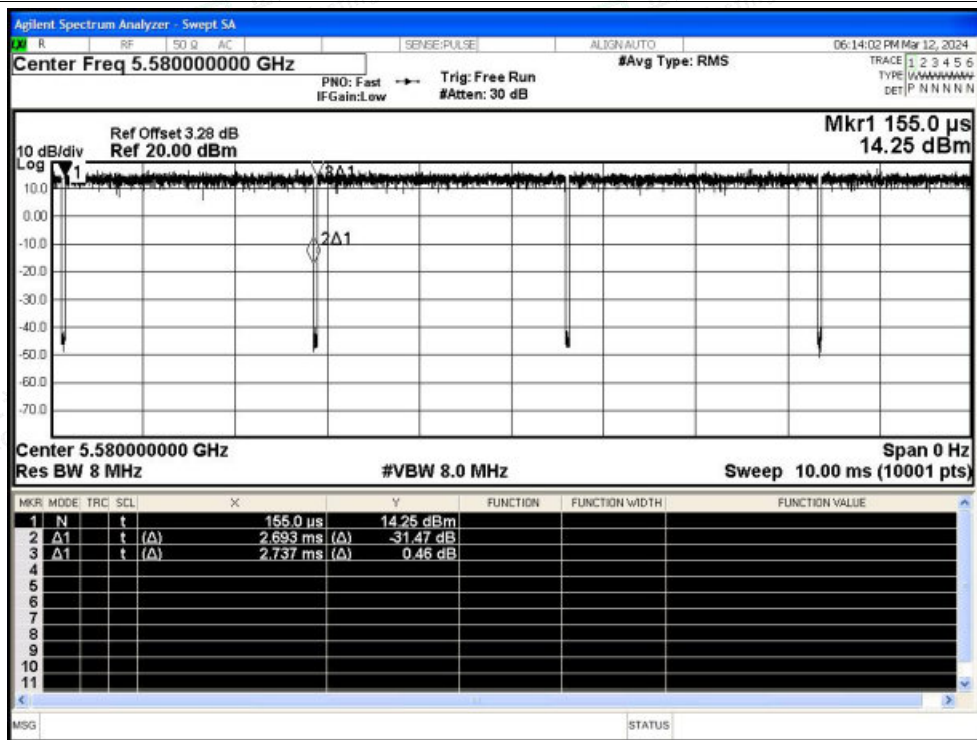 Agilent Spectrum Analyzer - Swept SA
LXI R RF 50 Ω AC SENSE:PULSE ALIGNAUTO 06:14:02 PM Mar 12, 2024
Center Freq 5.580000000 GHz #Avg Type: RMS TRACE 1 2 3 4 5 6
PNO: Fast Trig: Free Run TYPE WWWWWW
IFGain:Low #Atten: 30 dB DET P N N N N N
Mkr1 155.0 µs
Ref Offset 3.28 dB
10 dB/div Ref 20.00 dBm 14.25 dBm
Log
1
3Δ1
10.0
0.00
2Δ1
-10.0
-20.0
-30.0
-40.0
-50.0
-60.0
-70.0
Center 5.580000000 GHz Span 0 Hz
Res BW 8 MHz #VBW 8.0 MHz Sweep 10.00 ms (10001 pts)
MKR MODE TRC SCL X Y FUNCTION FUNCTION WIDTH FUNCTION VALUE
1 N t 155.0 µs 14.25 dBm
2 Δ1 t (Δ) 2.693 ms (Δ) -31.47 dB
3 Δ1 t (Δ) 2.737 ms (Δ) 0.46 dB
4
5
6
7
8
9
10
11
MSG STATUS